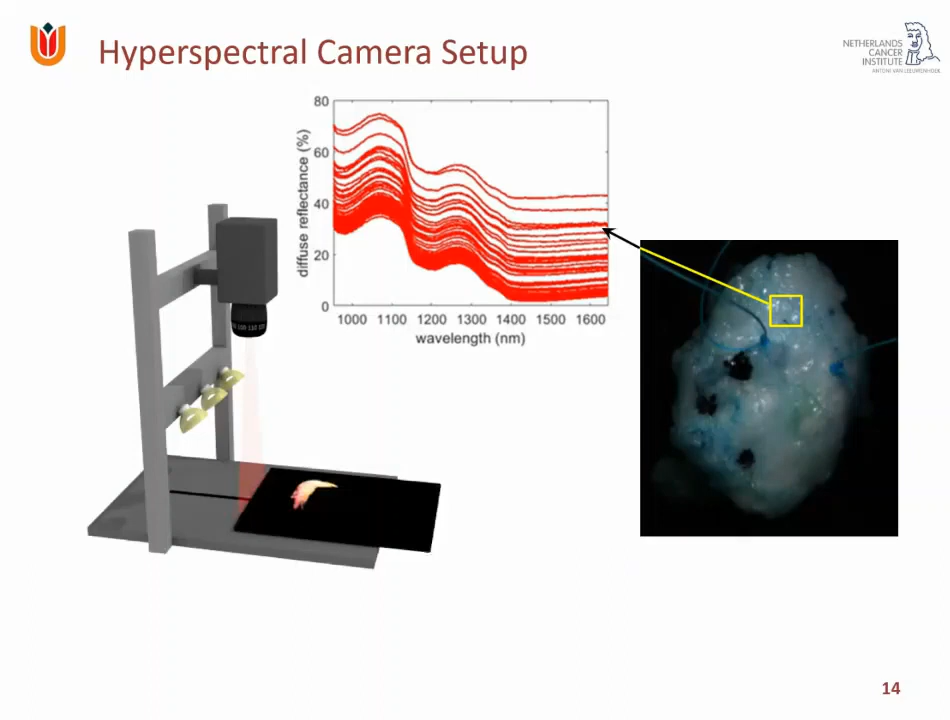 Hyperspectral Camera Setup
NETHERLANDS
CANCER
INSTITUTE
ANTONI VAN LEEUWENHOEK
80
60
40
20
0
diffuse reflectance (%)
1000 1100 1200 1300 1400 1500 1600
wavelength (nm)
14